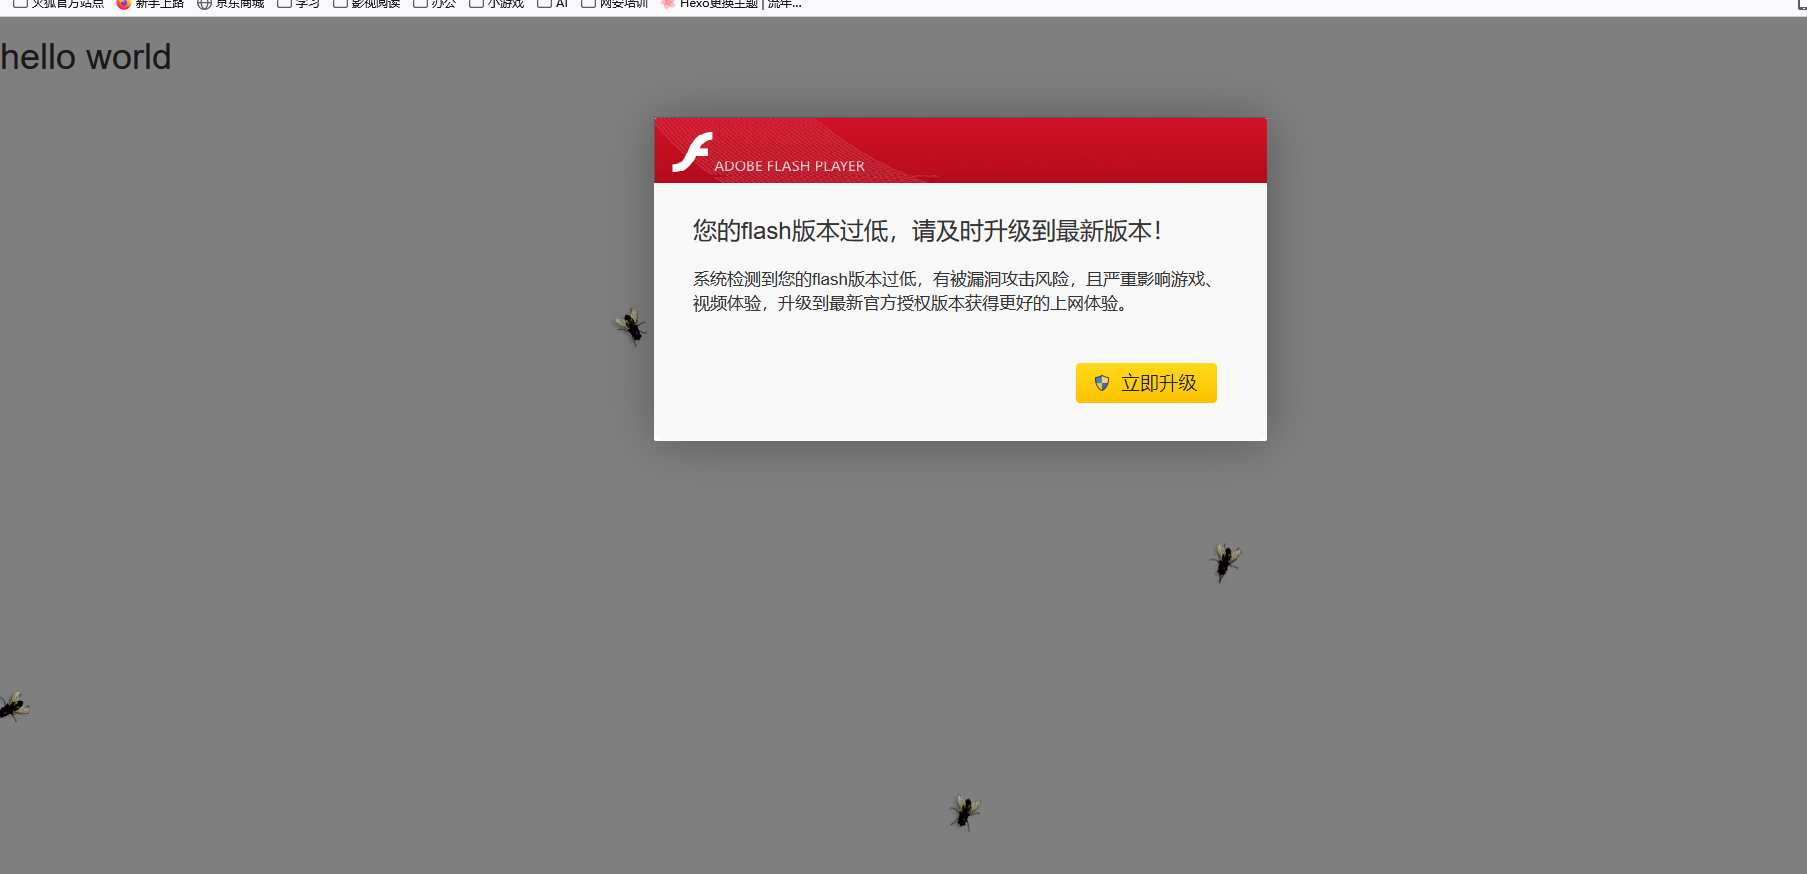 火狐官方站点 新手上路 京东商城 学习 影视阅读 办公 小游戏 AI 网安培训 Hexo更换主题 | 流年...
hello world
ADOBE FLASH PLAYER
您的flash版本过低，请及时升级到最新版本！
系统检测到您的flash版本过低，有被漏洞攻击风险，且严重影响游戏、
视频体验，升级到最新官方授权版本获得更好的上网体验。
立即升级